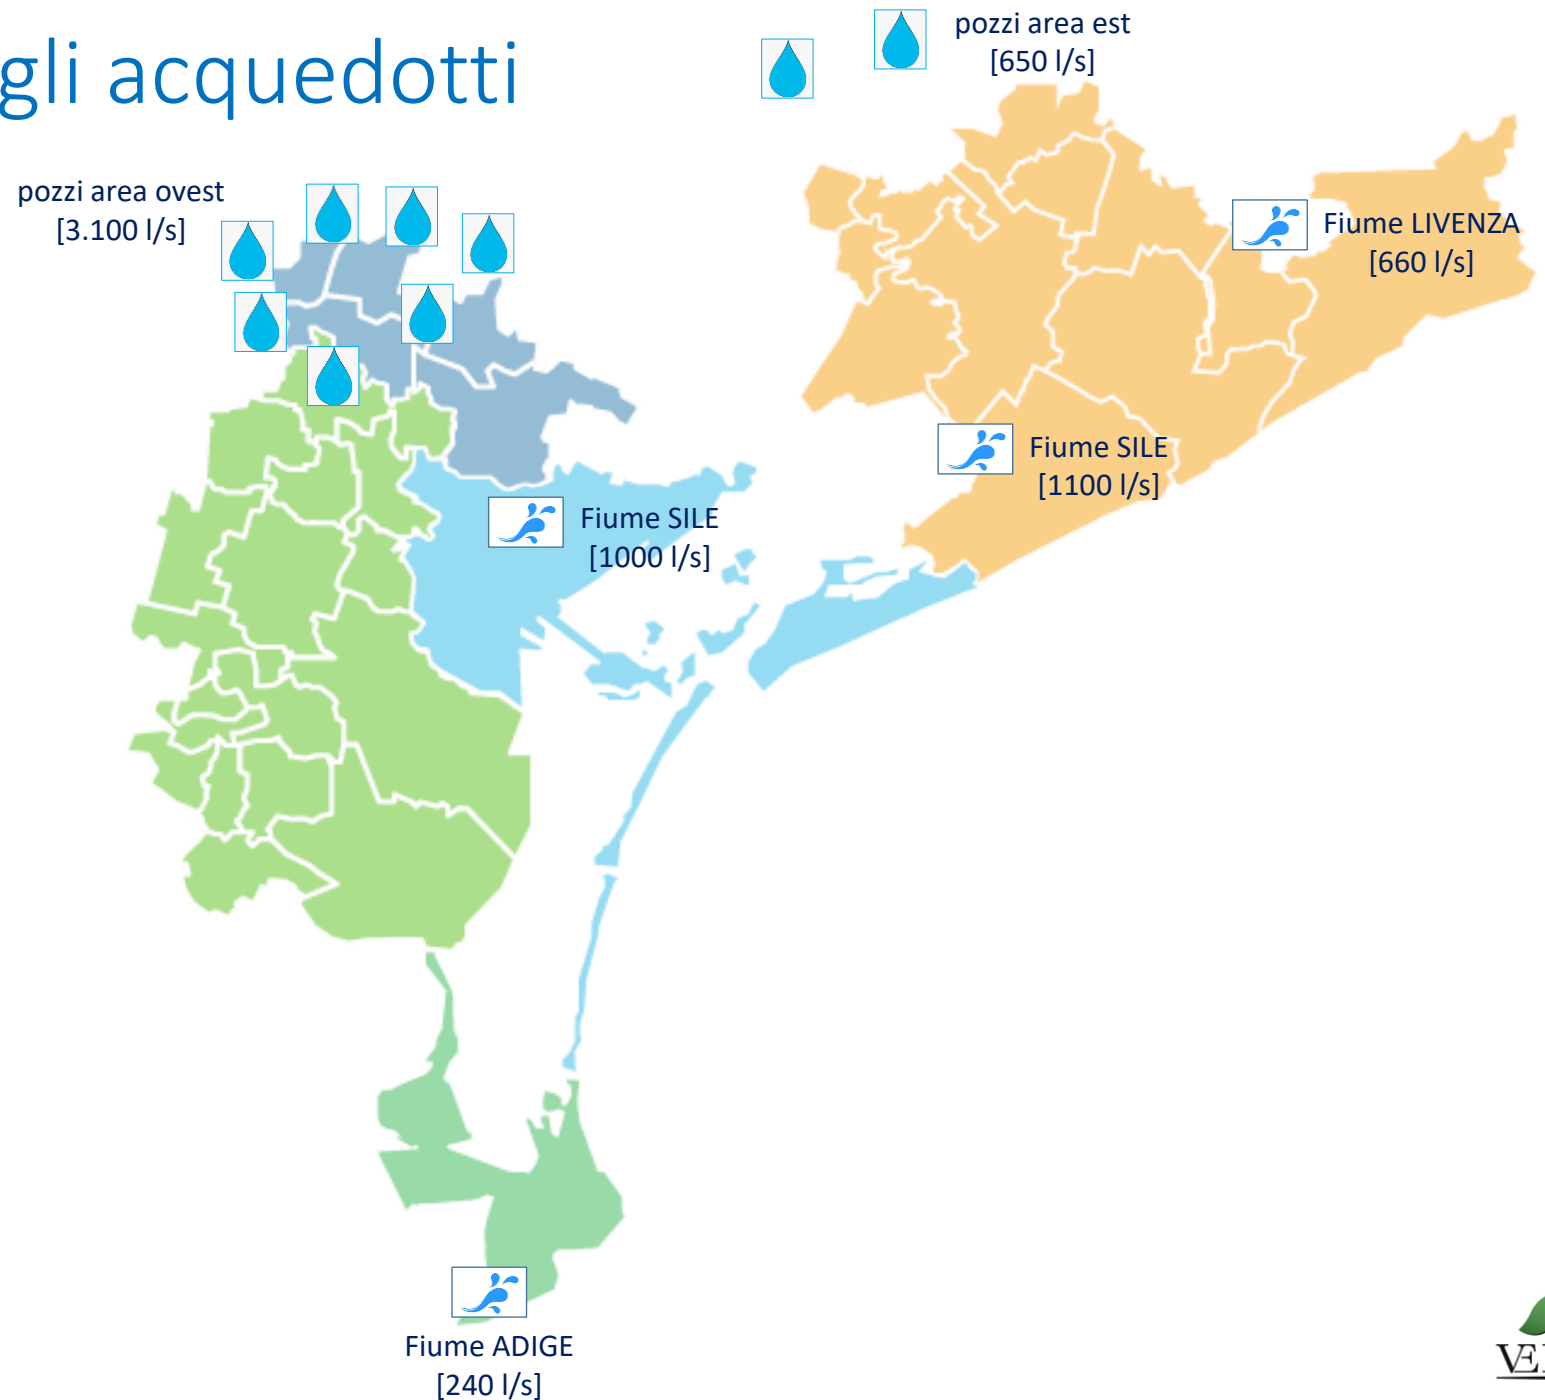 gli acquedotti
pozzi area est
[650 l/s]
pozzi area ovest
[3.100 l/s]
Fiume LIVENZA
[660 l/s]
Fiume SILE
[1100 l/s]
Fiume SILE
[1000 l/s]
Fiume ADIGE
[240 l/s]